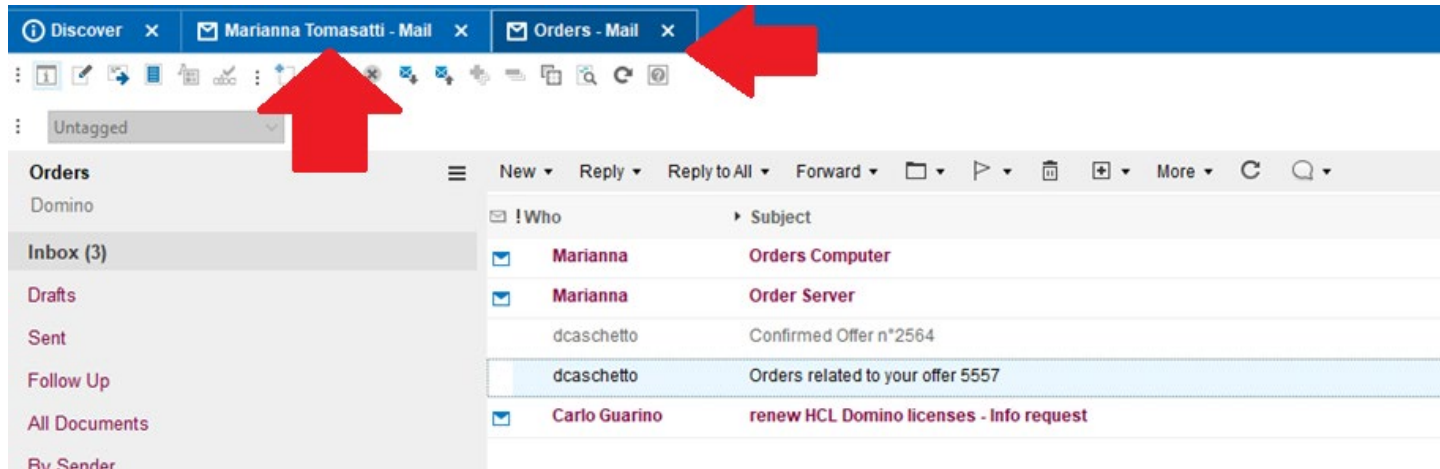 Discover Marianna Tomasatti - Mail Orders - Mail
Untagged
Orders
New Reply Reply to All Forward More
Domino
! Who Subject
Inbox (3)
Marianna Orders Computer
Drafts
Marianna Order Server
Sent
dcaschetto Confirmed Offer n°2564
Follow Up
dcaschetto Orders related to your offer 5557
All Documents
Carlo Guarino renew HCL Domino licenses - Info request
By Sender